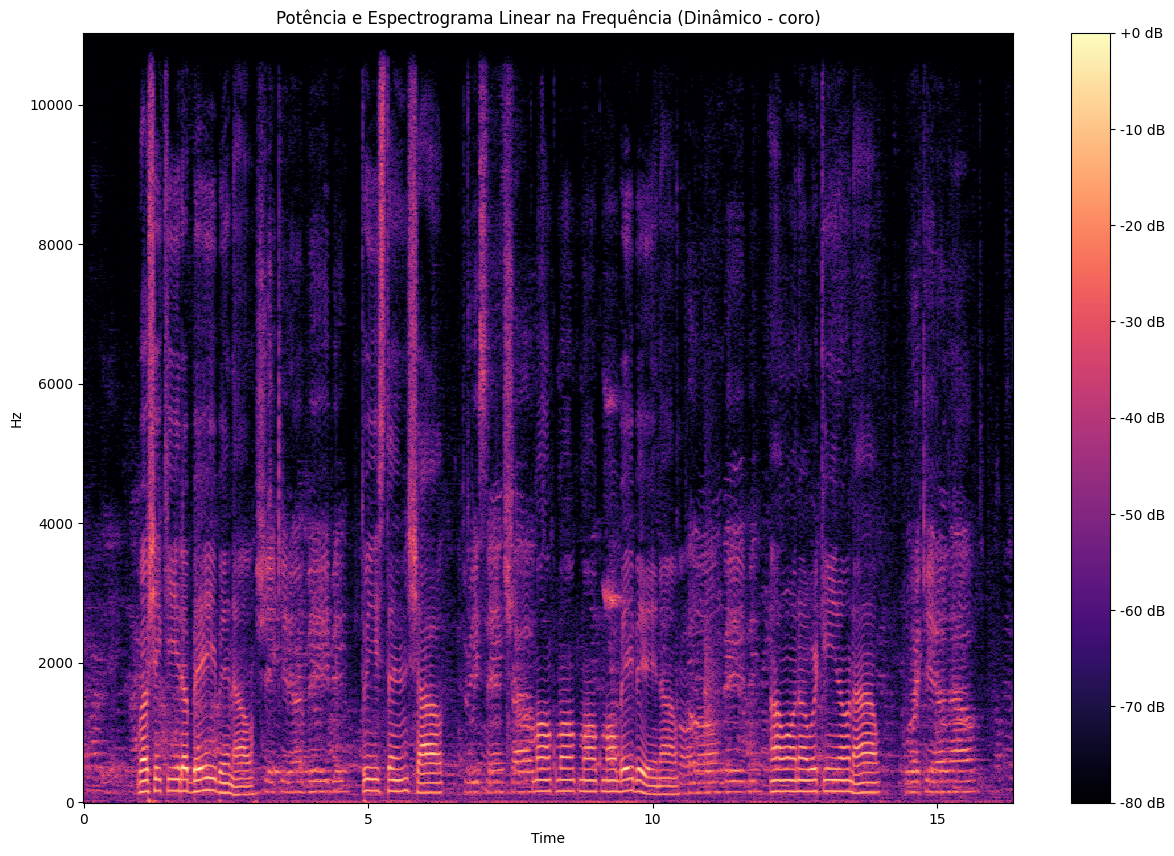 Potência e Espectrograma Linear na Frequência (Dinâmico - coro)
10000
8000
6000
4000
2000
0
Hz
0 5 10 15
Time
+0 dB
-10 dB
-20 dB
-30 dB
-40 dB
-50 dB
-60 dB
-70 dB
-80 dB